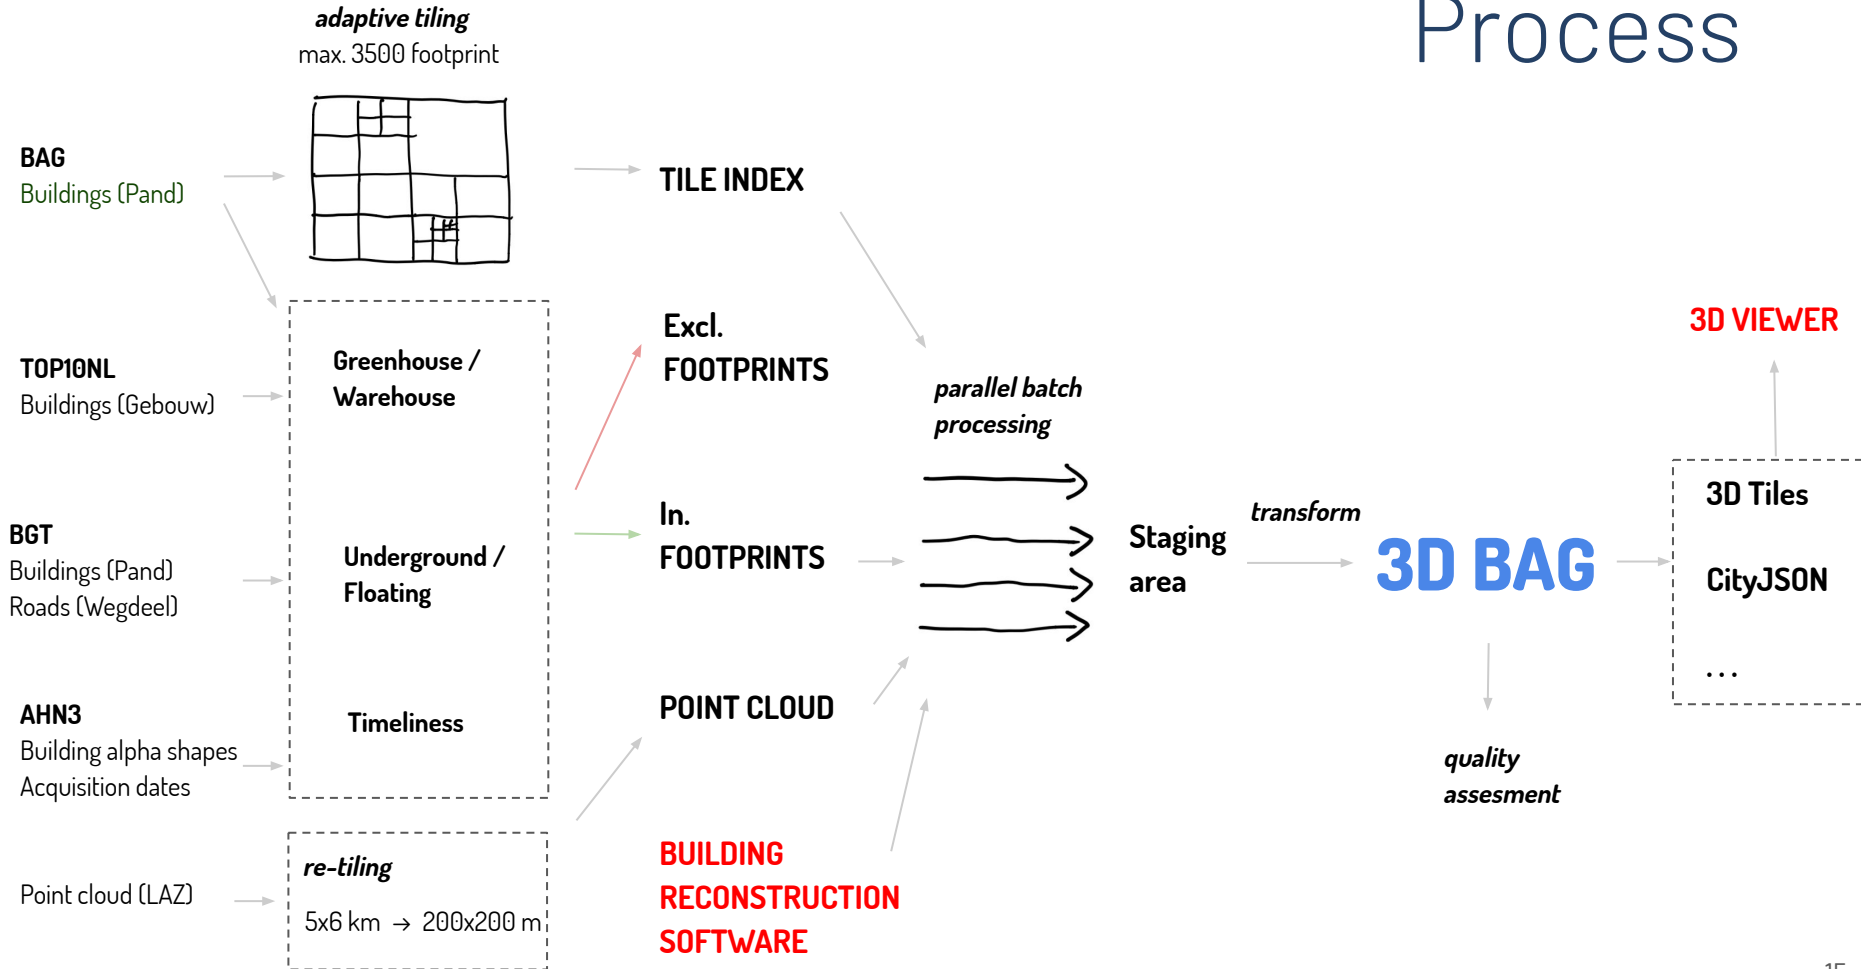 Process
adaptive tiling
max. 3500 footprint
BAG
Buildings (Pand)
TILE INDEX
TOP10NL
Buildings (Gebouw)
Greenhouse /
Warehouse
Excl.
FOOTPRINTS
parallel batch
processing
3D VIEWER
BGT
Buildings (Pand)
Roads (Wegdeel)
Underground /
Floating
In.
FOOTPRINTS
Staging
area
transform
3D BAG
3D Tiles
CityJSON
...
AHN3
Building alpha shapes
Acquisition dates
Timeliness
POINT CLOUD
quality
assesment
Point cloud (LAZ)
re-tiling
5x6 km → 200x200 m
BUILDING
RECONSTRUCTION
SOFTWARE